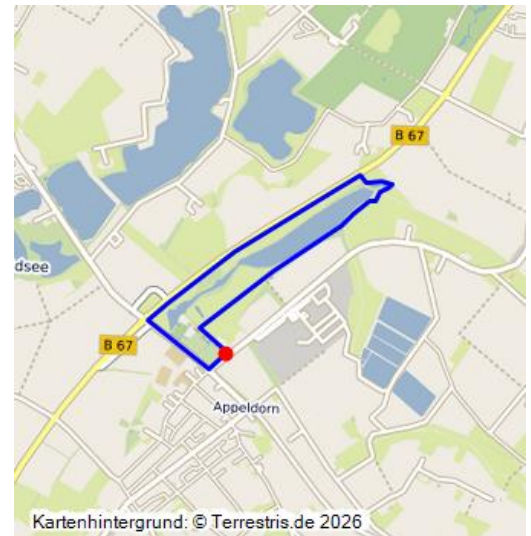 B 67
dsee
B 67
Appeldorn
Kartenhintergrund: © Terrestris.de 2026